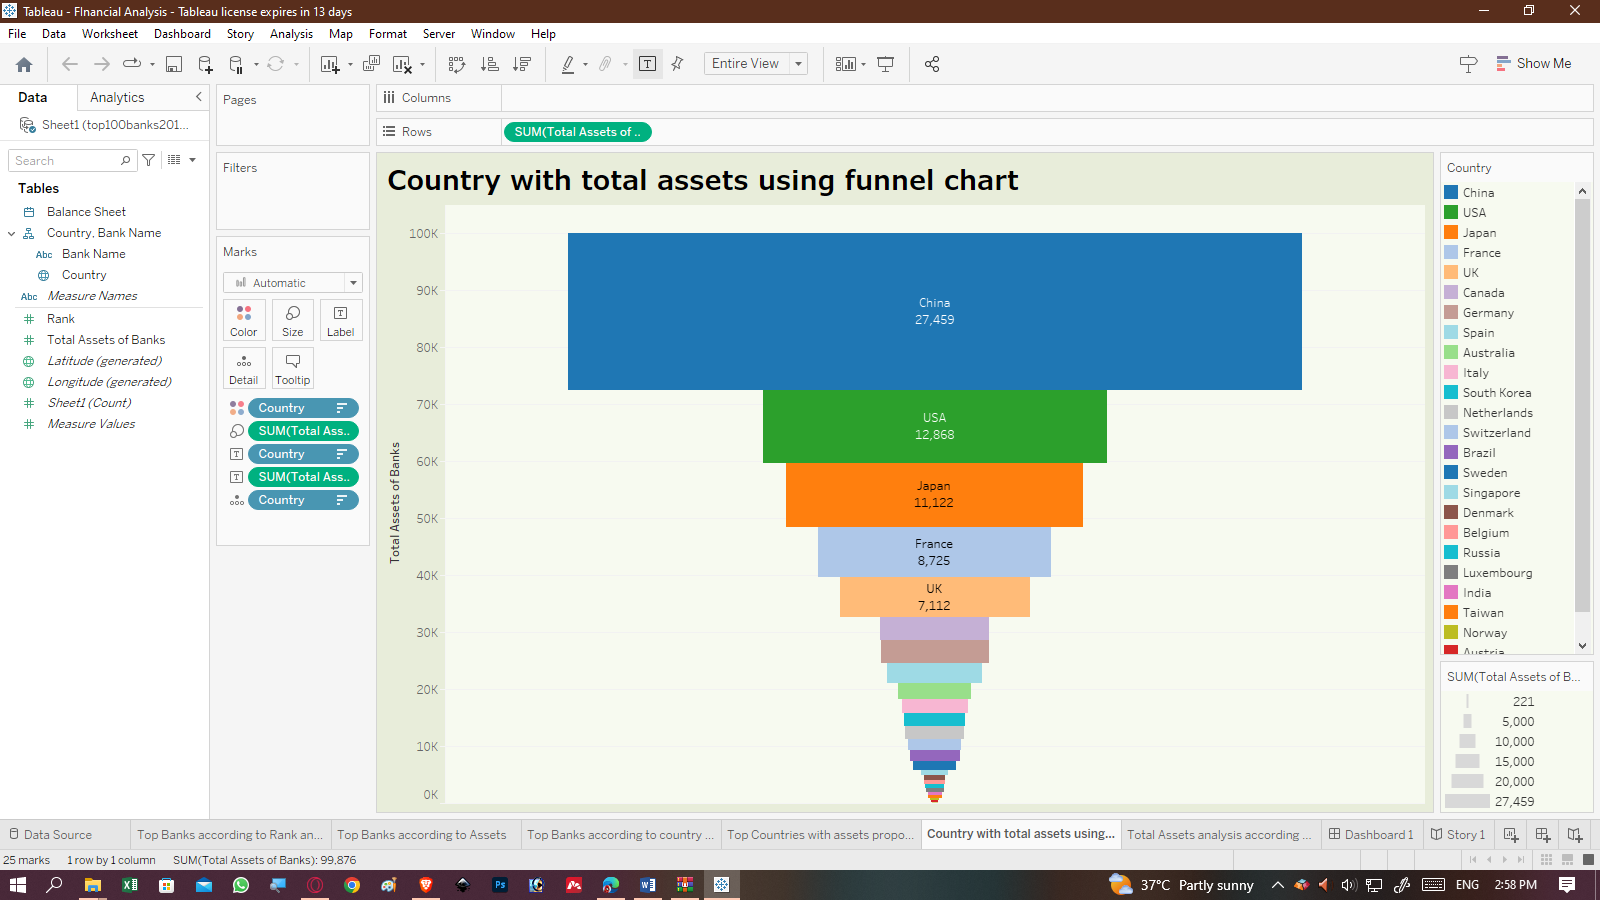 Tableau - FInancial Analysis - Tableau license expires in 13 days
File Data Worksheet Dashboard Story Analysis Map Format Server Window Help
Entire View
Show Me
Data Analytics
Sheet1 (top100banks201...
Search
Tables
Balance Sheet
Country, Bank Name
Abc Bank Name
Country
Abc Measure Names
Rank
Total Assets of Banks
Latitude (generated)
Longitude (generated)
Sheet1 (Count)
Measure Values
Pages
Filters
Marks
Automatic
Color Size Label
Detail Tooltip
Country
SUM(Total Ass..
Country
SUM(Total Ass..
Country
Columns
Rows SUM(Total Assets of ..
Country with total assets using funnel chart
Total Assets of Banks
100K
90K
80K
70K
60K
50K
40K
30K
20K
10K
0K
China
27,459
USA
12,868
Japan
11,122
France
8,725
UK
7,112
Country
China
USA
Japan
France
UK
Canada
Germany
Spain
Australia
Italy
South Korea
Netherlands
Switzerland
Brazil
Sweden
Singapore
Denmark
Belgium
Russia
Luxembourg
India
Taiwan
Norway
Austria
SUM(Total Assets of B...
221
5,000
10,000
15,000
20,000
27,459
Data Source Top Banks according to Rank an... Top Banks according to Assets Top Banks according to country ... Top Countries with assets propo... Country with total assets using... Total Assets analysis according ... Dashboard 1 Story 1
25 marks 1 row by 1 column SUM(Total Assets of Banks): 99,876
37°C Partly sunny ENG 2:58 PM